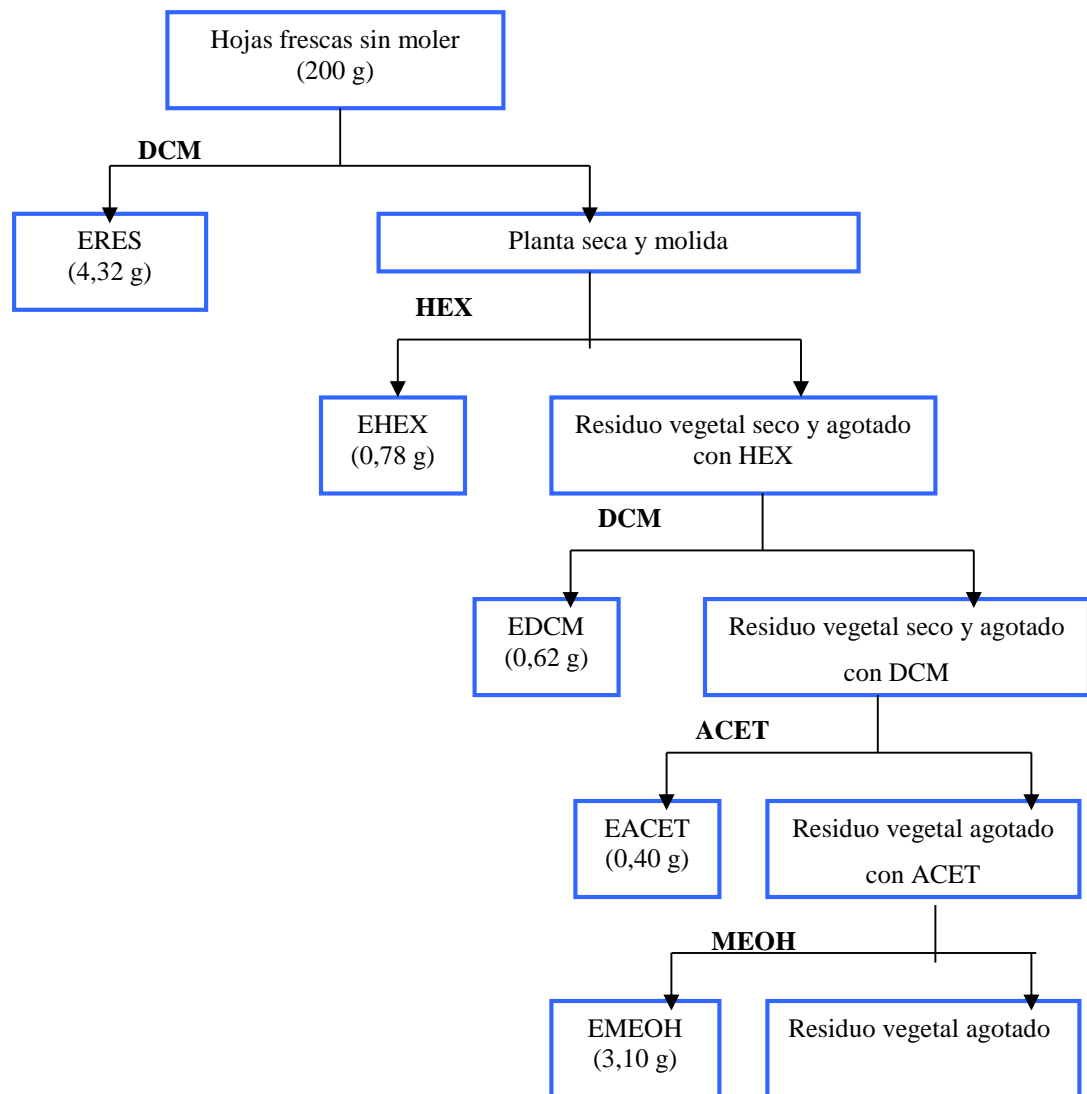 Hojas frescas sin moler
(200 g)
DCM
ERES
(4,32 g)
Planta seca y molida
HEX
EHEX
(0,78 g)
Residuo vegetal seco y agotado
con HEX
DCM
EDCM
(0,62 g)
Residuo vegetal seco y agotado
con DCM
ACET
EACET
(0,40 g)
Residuo vegetal agotado
con ACET
MEOH
EMEOH
(3,10 g)
Residuo vegetal agotado